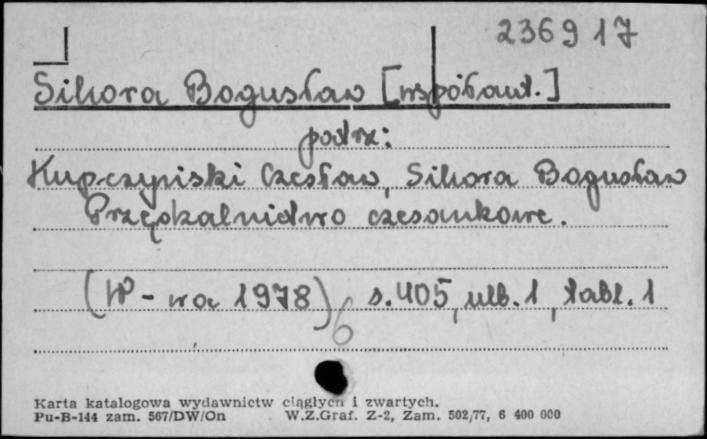 236917
Sikora Bogusław [współaut.]
podrz:
Kupczyński Czesław, Sikora Bogusław
Przędzalnictwo czesankowe.
(W-wa 1978) s. 405, nlb. 1, tabl. 1
6
Karta katalogowa wydawnictw ciągłych i zwartych.
Pu-B-144 zam. 567/DW/On W.Z.Graf. Z-2, Zam. 502/77, 6 400 000